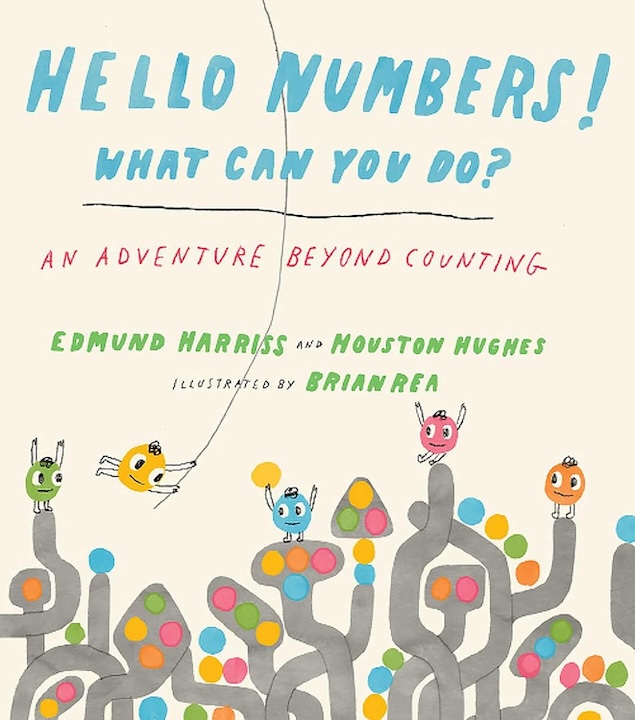 HELLO NUMBERS!
WHAT CAN YOU DO?
AN ADVENTURE BEYOND COUNTING
EDMUND HARRISS AND HOUSTON HUGHES
ILLUSTRATED BY BRIAN REA